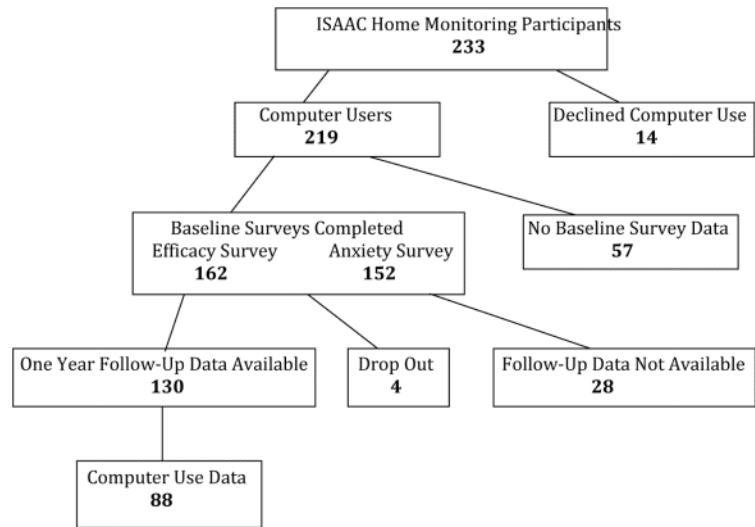 ISAAC Home Monitoring Participants
233
Computer Users
219
Declined Computer Use
14
Baseline Surveys Completed
Efficacy Survey Anxiety Survey
162 152
No Baseline Survey Data
57
One Year Follow-Up Data Available
130
Drop Out
4
Follow-Up Data Not Available
28
Computer Use Data
88